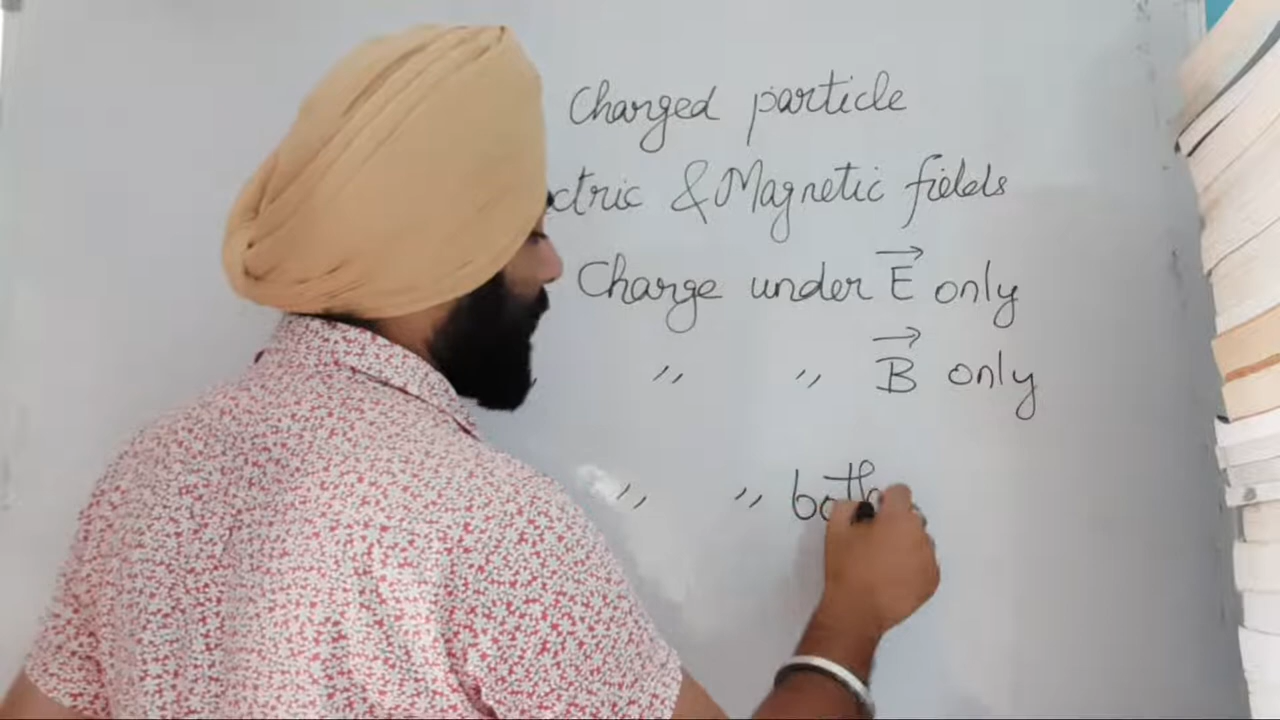 Charged particle
ctric & Magnetic fields
Charge under E only
" " B only
" " both